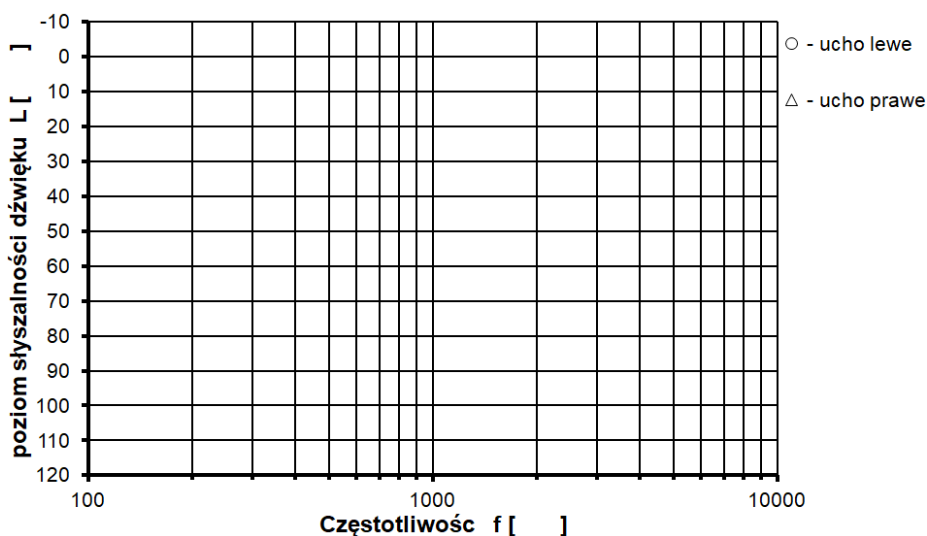 poziom słyszalności dźwięku L [ ]
-10
0
10
20
30
40
50
60
70
80
90
100
110
120
100 1000 10000
Częstotliwośc f [ ]
- ucho lewe
- ucho prawe